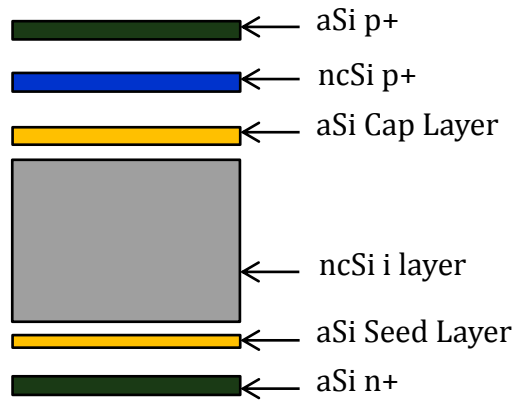 aSi p+
ncSi p+
aSi Cap Layer
ncSi i layer
aSi Seed Layer
aSi n+